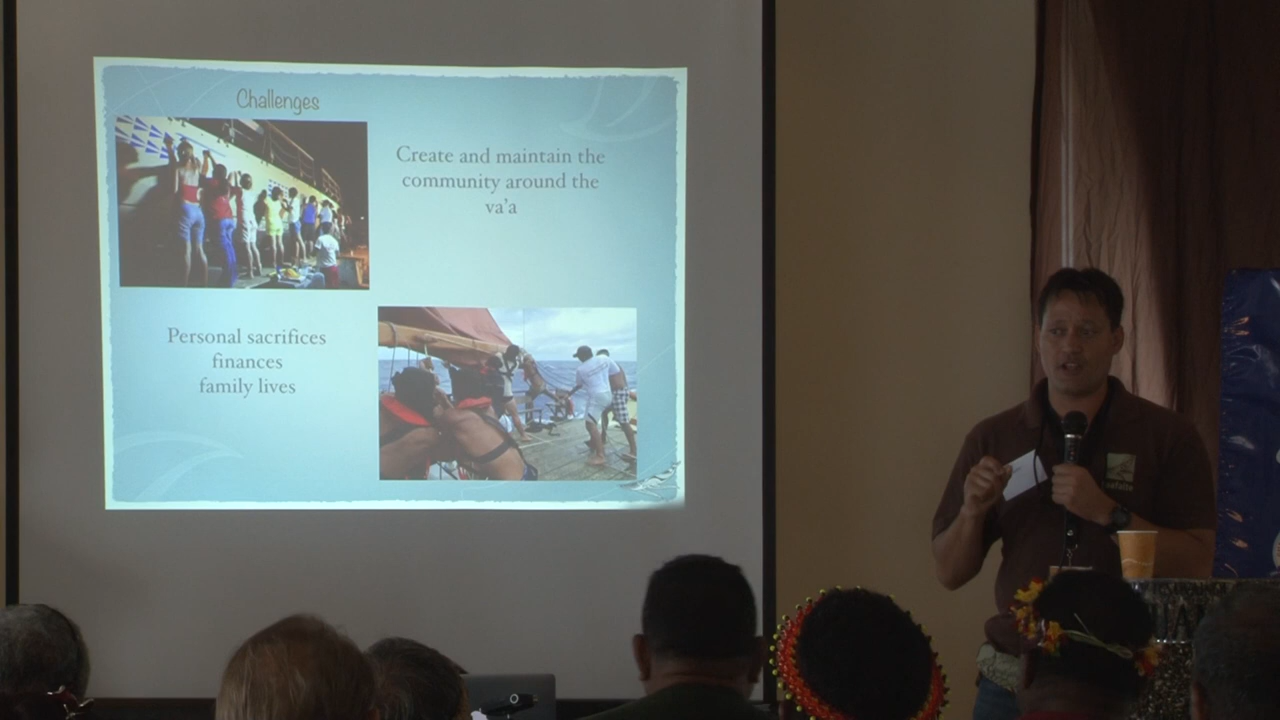 Challenges
Create and maintain the
community around the
va'a
Personal sacrifices
finances
family lives